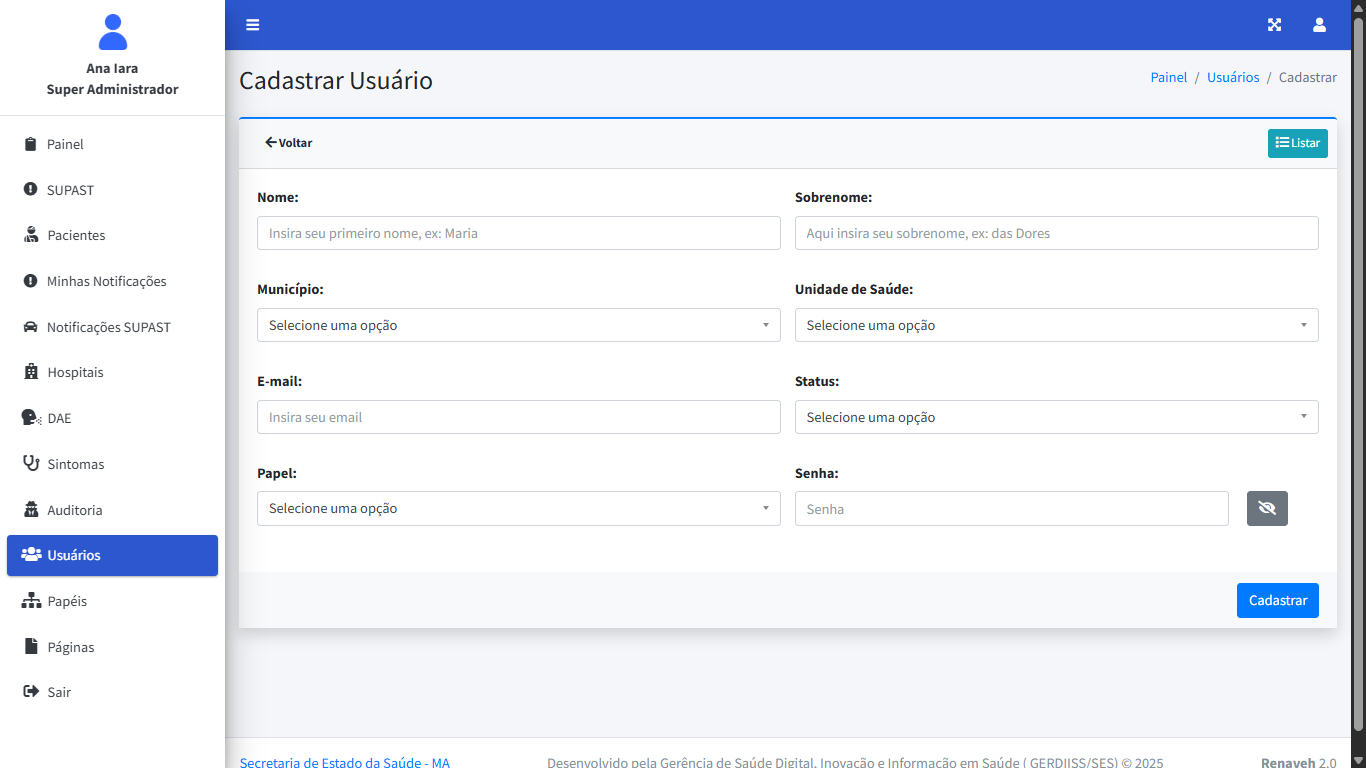 Ana Iara
Super Administrador
Painel
SUPAST
Pacientes
Minhas Notificações
Notificações SUPAST
Hospitais
DAE
Sintomas
Auditoria
Usuários
Papéis
Páginas
Sair
Cadastrar Usuário
Painel / Usuários / Cadastrar
Voltar
Listar
Nome:
Sobrenome:
Insira seu primeiro nome, ex: Maria
Aqui insira seu sobrenome, ex: das Dores
Município:
Unidade de Saúde:
Selecione uma opção
Selecione uma opção
E-mail:
Status:
Insira seu email
Selecione uma opção
Papel:
Senha:
Selecione uma opção
Senha
Cadastrar
Secretaria de Estado da Saúde - MA
Desenvolvido pela Gerência de Saúde Digital, Inovação e Informação em Saúde ( GERDIISS/SES) © 2025
Renaveh 2.0